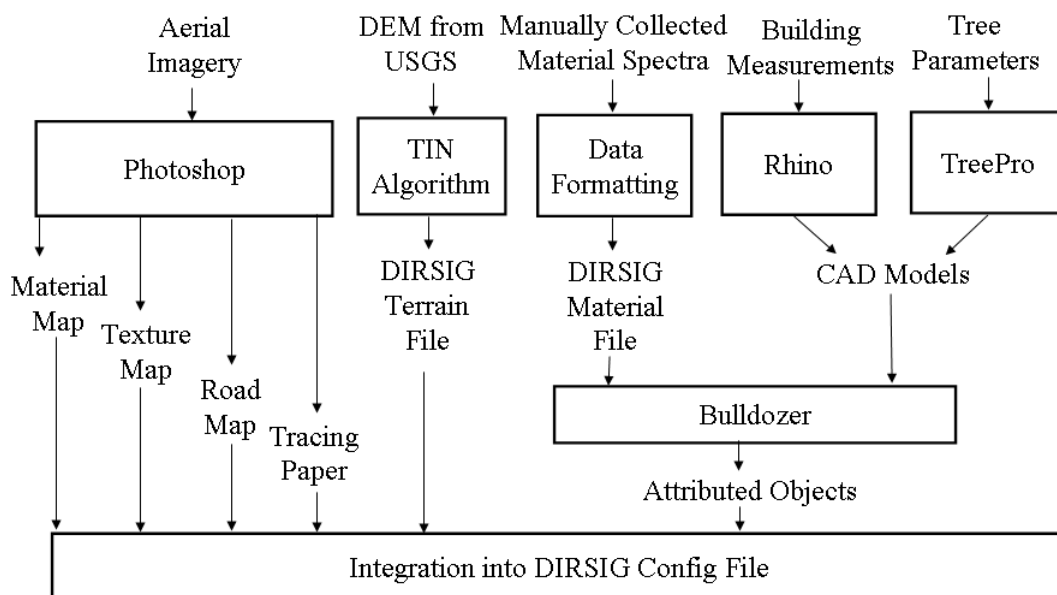 Aerial
Imagery
DEM from
USGS
Manually Collected
Material Spectra
Building
Measurements
Tree
Parameters
Photoshop
TIN
Algorithm
Data
Formatting
Rhino
TreePro
Material
Map
Texture
Map
Road
Map
Tracing
Paper
DIRSIG
Terrain
File
DIRSIG
Material
File
CAD Models
Bulldozer
Attributed Objects
Integration into DIRSIG Config File